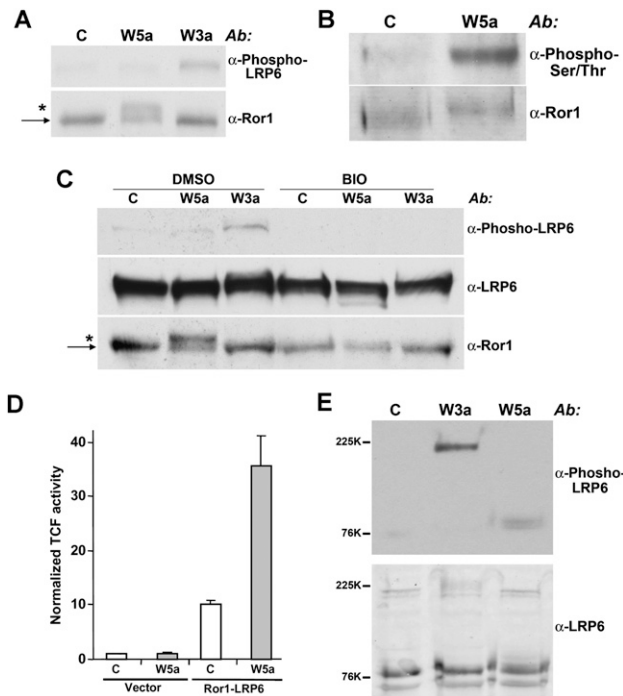 A
C W5a W3a Ab:
α-Phospho-
LRP6
*
α-Ror1
B
C W5a Ab:
α-Phospho-
Ser/Thr
α-Ror1
C
DMSO BIO
C W5a W3a C W5a W3a Ab:
α-Phosho-LRP6
α-LRP6
*
α-Ror1
D
Normalized TCF activity
40
30
20
10
0
C W5a C W5a
Vector Ror1-LRP6
E
C W3a W5a Ab:
225K
α-Phosho-
LRP6
76K
225K
α-LRP6
76K